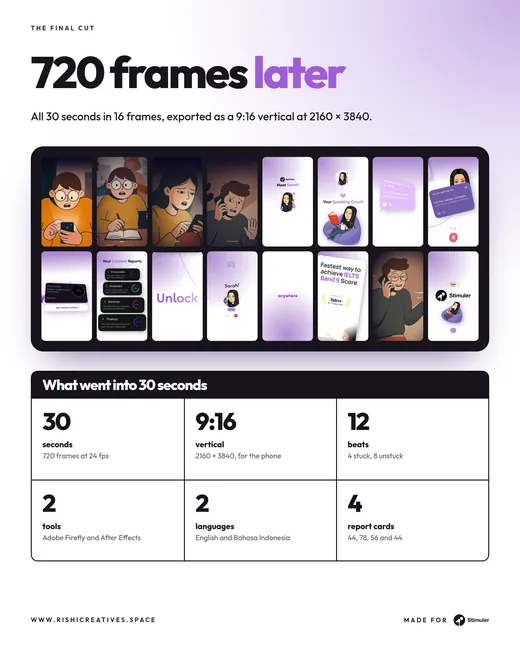 THE FINAL CUT
720 frames later
All 30 seconds in 16 frames, exported as a 9:16 vertical at 2160 × 3840.
Stimuler
Meet Sarah!
Your Speaking Coach
Your Detailed Reports
Unlock
Sarah!
anywhere
Fastest way to
achieve IELTS
Band 9 Score
Stimuler
What went into 30 seconds
30
seconds
720 frames at 24 fps
9:16
vertical
2160 × 3840, for the phone
12
beats
4 stuck, 8 unstuck
2
tools
Adobe Firefly and After Effects
2
languages
English and Bahasa Indonesia
4
report cards
44, 78, 56 and 44
WWW.RISHICREATIVES.SPACE
MADE FOR Stimuler